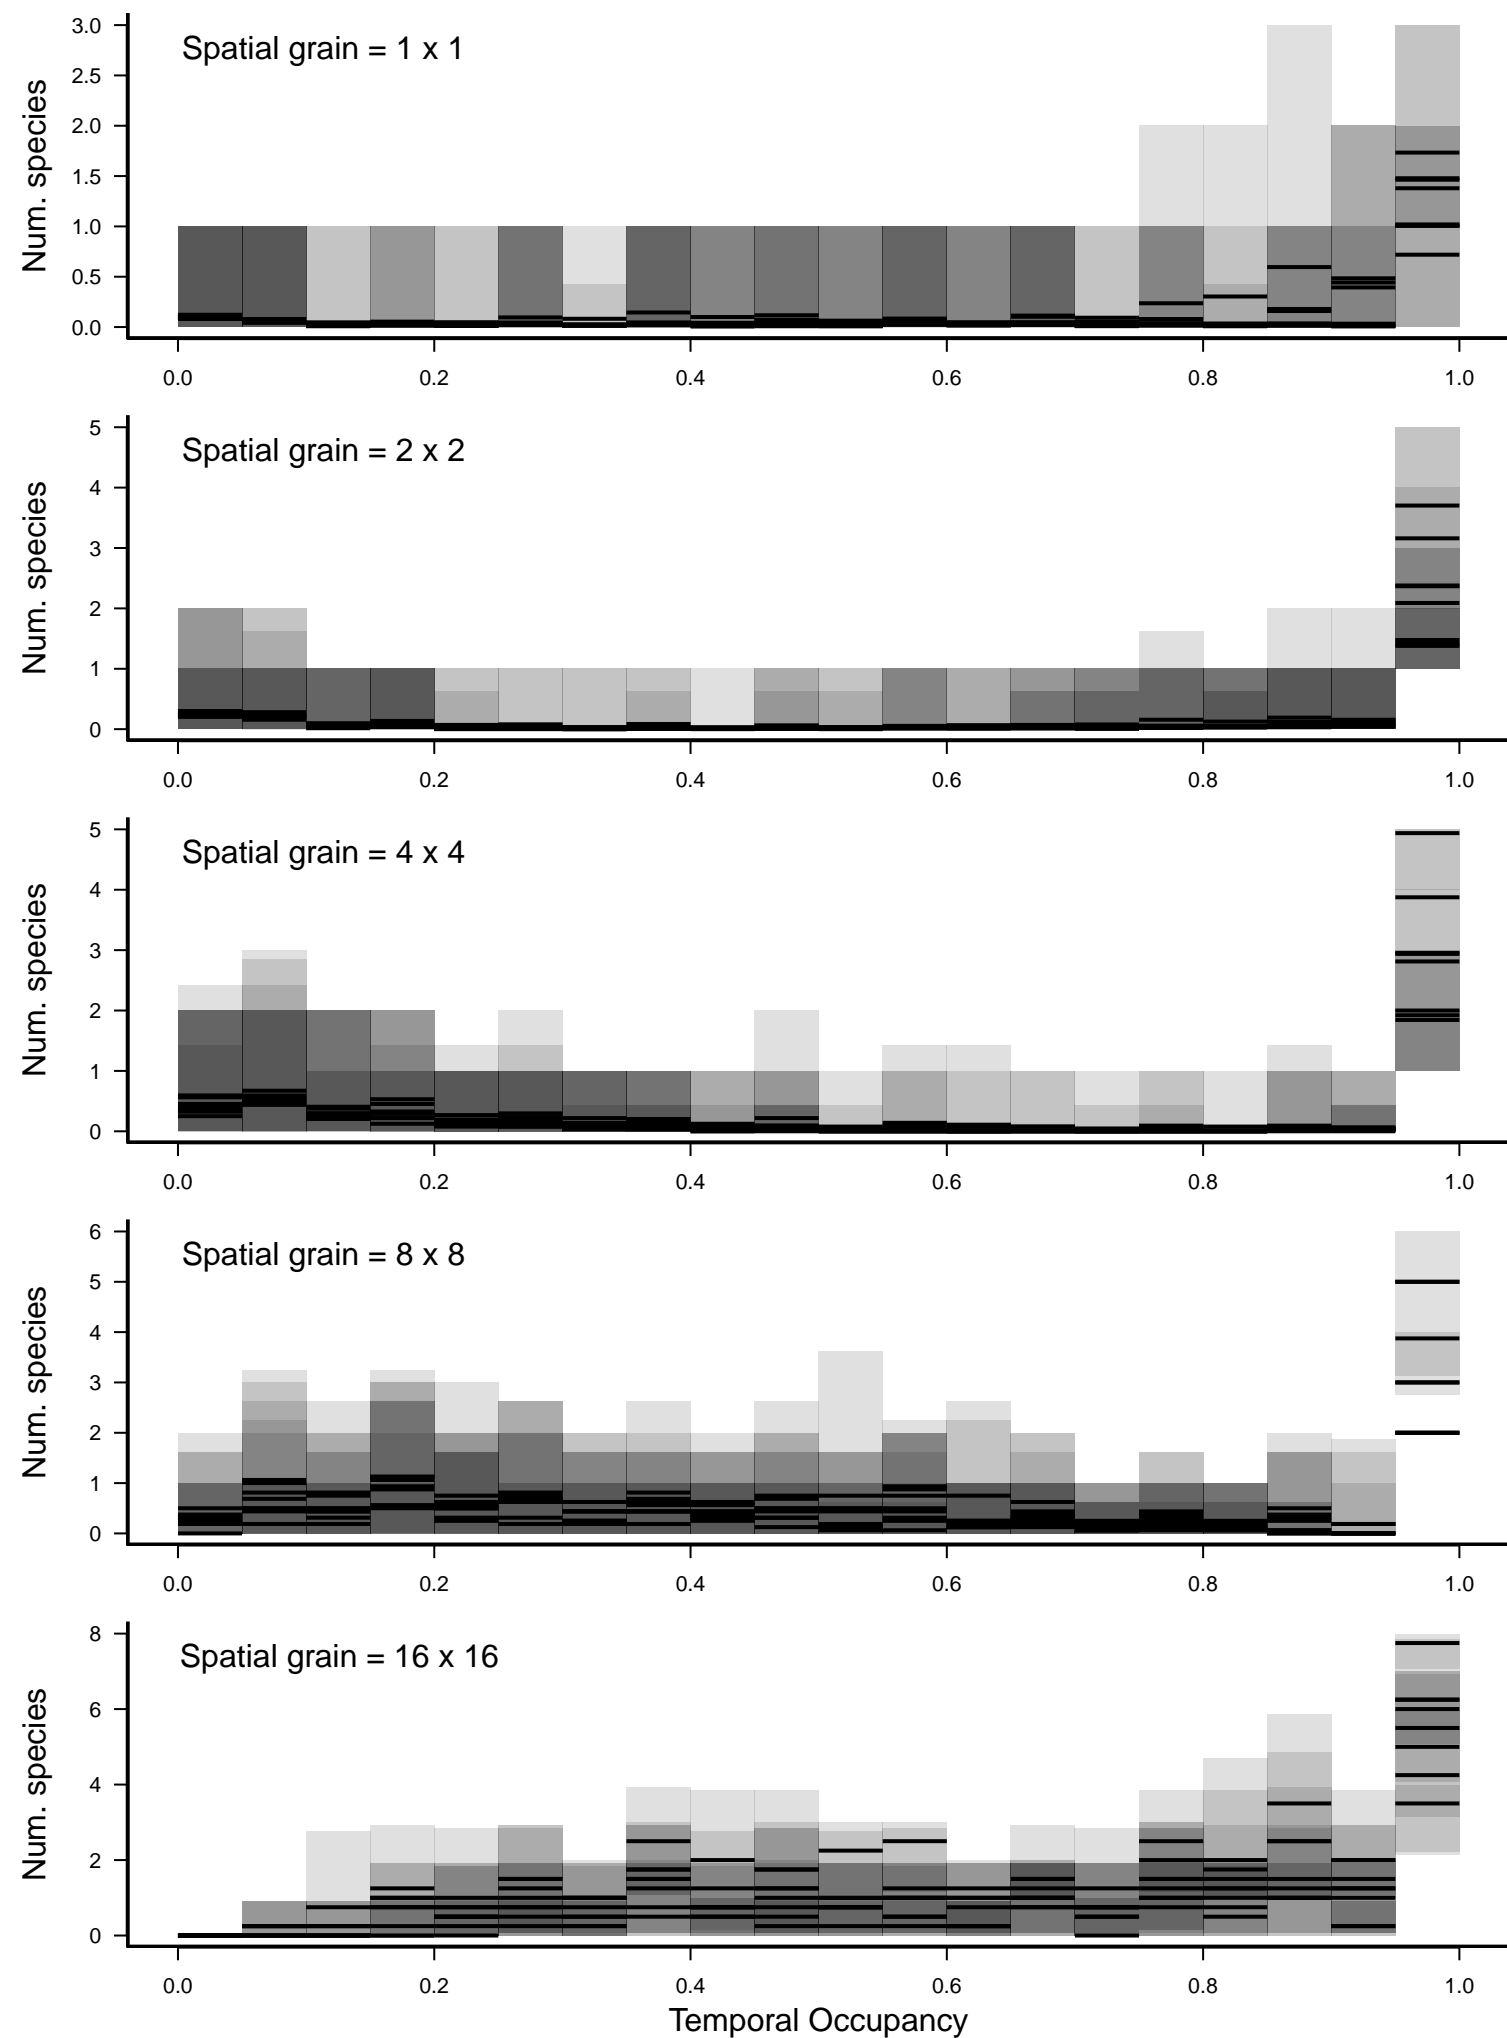 Spatial grain = 1 x 1
Num. species
3.0
2.5
2.0
1.5
1.0
0.5
0.0
0.0 0.2 0.4 0.6 0.8 1.0
Spatial grain = 2 x 2
Num. species
5
4
3
2
1
0
0.0 0.2 0.4 0.6 0.8 1.0
Spatial grain = 4 x 4
Num. species
5
4
3
2
1
0
0.0 0.2 0.4 0.6 0.8 1.0
Spatial grain = 8 x 8
Num. species
6
5
4
3
2
1
0
0.0 0.2 0.4 0.6 0.8 1.0
Spatial grain = 16 x 16
Num. species
8
6
4
2
0
0.0 0.2 0.4 0.6 0.8 1.0
Temporal Occupancy